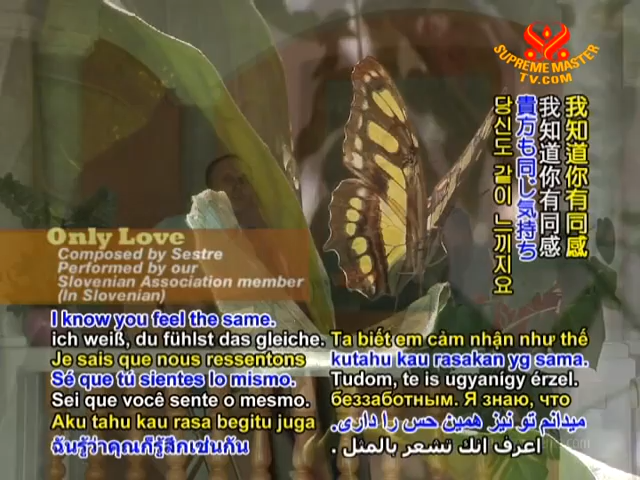 SUPREME MASTER
TV.COM
我知道你有同感
我知道你有同感
貴方も同じ気持ち
당신도 같이 느끼지요
Only Love
Composed by Sestre
Performed by our
Slovenian Association member
(In Slovenian)
I know you feel the same.
ich weiß, du fühlst das gleiche.
Je sais que nous ressentons
Sé que tú sientes lo mismo.
Sei que você sente o mesmo.
Aku tahu kau rasa begitu juga
ฉันรู้ว่าคุณก็รู้สึกเช่นกัน
Ta biết em cảm nhận như thế
kutahu kau rasakan yg sama.
Tudom, te is ugyanígy érzel.
беззаботным. Я знаю, что
میدانم تو نیز همین حس را داری.
اعرف انك تشعر بالمثل .